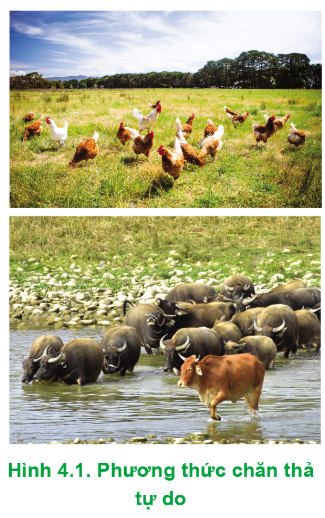 Hình 4.1. Phương thức chăn thả
tự do